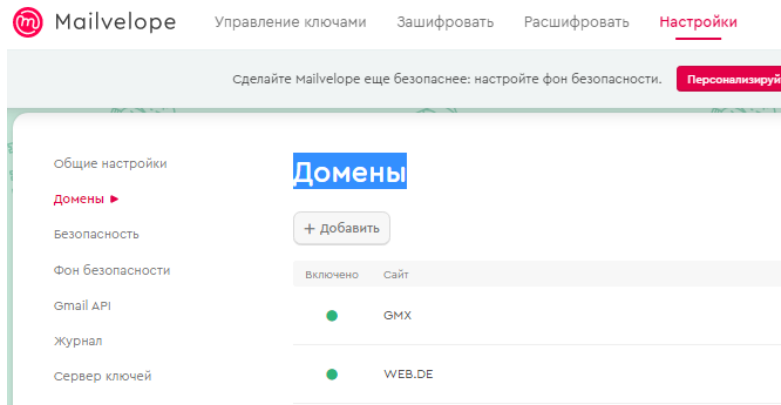 Mailvelope Управление ключами Зашифровать Расшифровать Настройки
Сделайте Mailvelope еще безопаснее: настройте фон безопасности. Персонализируй
Общие настройки
Домены
Домены
Безопасность
+ Добавить
Фон безопасности
Включено Сайт
Gmail API
GMX
Журнал
Сервер ключей
WEB.DE